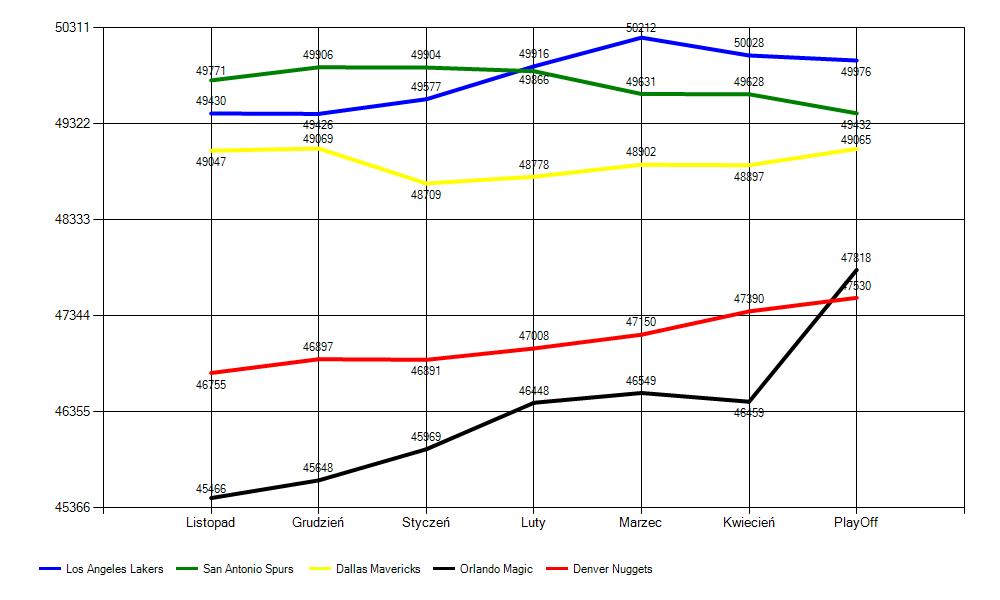 50311
49322
48333
47344
46355
45366
49771 49906 49904 49916 50212 50028 49976
49430 49426 49577 49866 49631 49628 49432
49047 49069 48709 48778 48902 48897 49065
46755 46897 46891 47008 47150 47390 47530
45466 45648 45969 46448 46549 46459 47818
Listopad Grudzień Styczeń Luty Marzec Kwiecień PlayOff
Los Angeles Lakers San Antonio Spurs Dallas Mavericks Orlando Magic Denver Nuggets